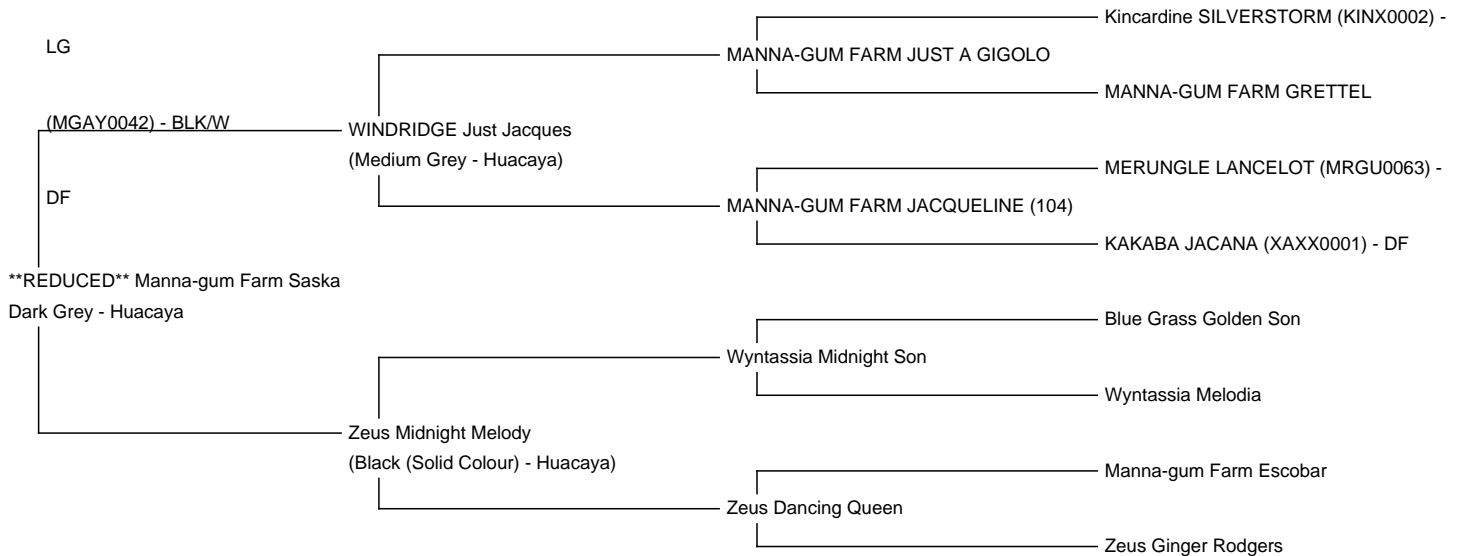 Kincardine SILVERSTORM (KINX0002) -
LG
MANNA-GUM FARM JUST A GIGOLO
MANNA-GUM FARM GRETTEL
(MGAY0042) - BLK/W
WINDRIDGE Just Jacques
(Medium Grey - Huacaya)
MERUNGLE LANCELOT (MRGU0063) -
DF
MANNA-GUM FARM JACQUELINE (104)
KAKABA JACANA (XAXX0001) - DF
**REDUCED** Manna-gum Farm Saska
Dark Grey - Huacaya
Blue Grass Golden Son
Wyntassia Midnight Son
Wyntassia Melodia
Zeus Midnight Melody
(Black (Solid Colour) - Huacaya)
Manna-gum Farm Escobar
Zeus Dancing Queen
Zeus Ginger Rodgers